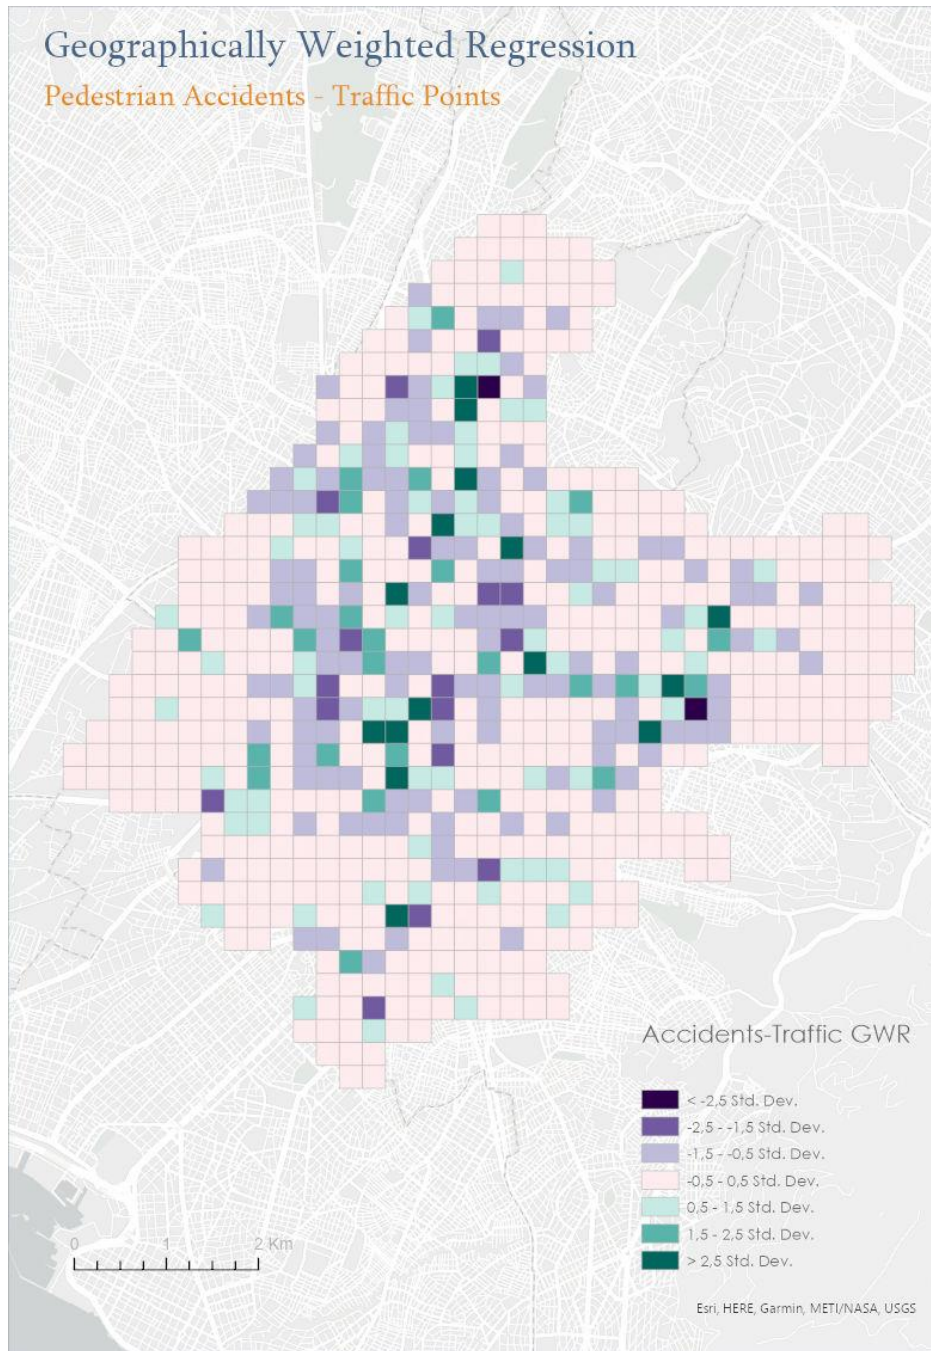 Geographically Weighted Regression
Pedestrian Accidents - Traffic Points
Accidents-Traffic GWR
< -2,5 Std. Dev.
-2,5 - -1,5 Std. Dev.
-1,5 - -0,5 Std. Dev.
-0,5 - 0,5 Std. Dev.
0,5 - 1,5 Std. Dev.
1,5 - 2,5 Std. Dev.
> 2,5 Std. Dev.
0 1 2 Km
Esri, HERE, Garmin, METI/NASA, USGS